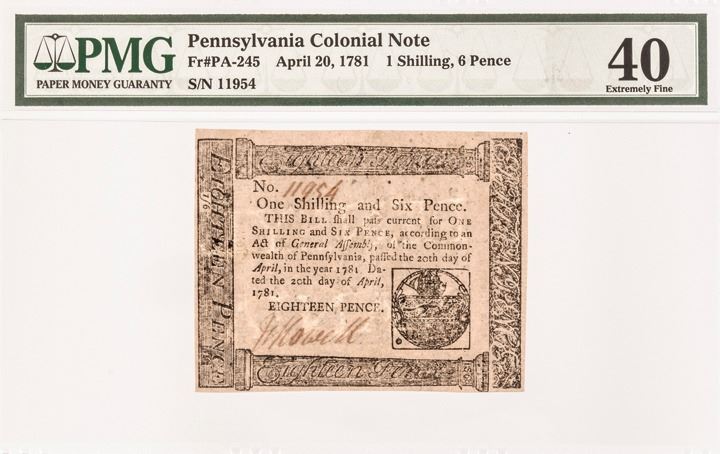 PMG
PAPER MONEY GUARANTY
Pennsylvania Colonial Note
Fr#PA-245 April 20, 1781 1 Shilling, 6 Pence
S/N 11954
40
Extremely Fine
Eighteen Pence
EIGHTEEN PENCE
1/6
No. 11954
One Shilling and Six Pence.
THIS BILL ſhall paſs current for ONE
SHILLING and SIX PENCE, according to an
Act of General Aſſembly, of the Common-
wealth of Pennſylvania, paſſed the 20th day of
April, in the year 1781. Da-
ted the 20th day of April,
1781.
EIGHTEEN PENCE.
Eighteen Pence